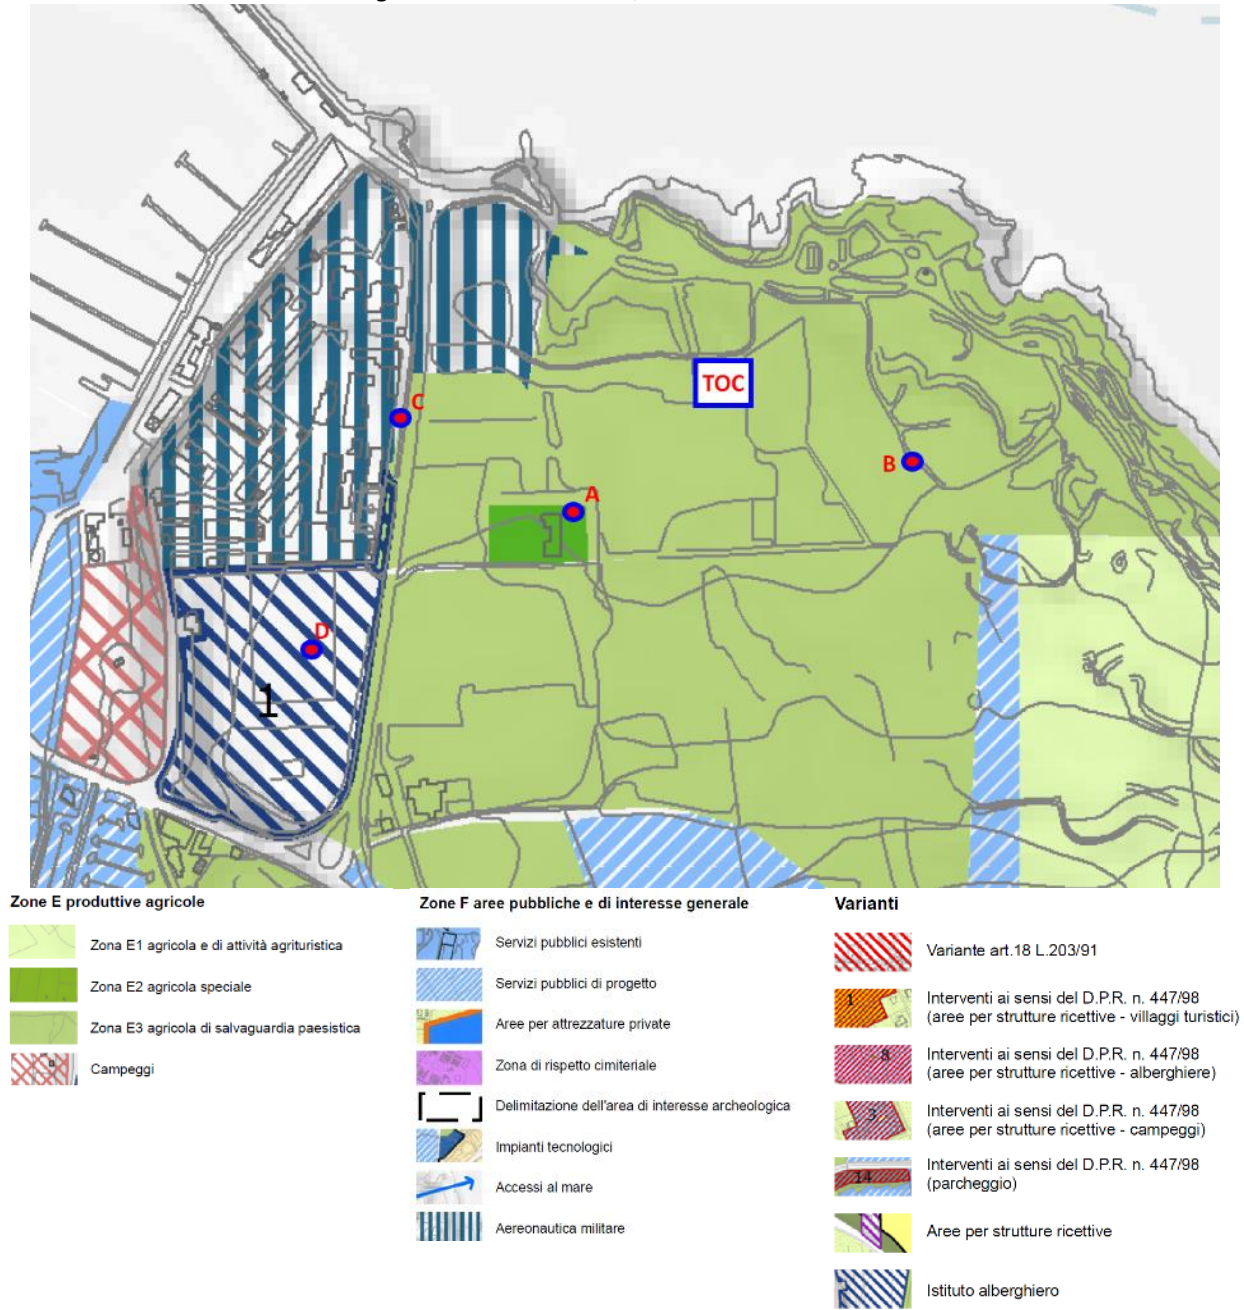 TOC
C
B
A
D
1
Zone E produttive agricole
Zona E1 agricola e di attività agrituristica
Zona E2 agricola speciale
Zona E3 agricola di salvaguardia paesistica
Campeggi
Zone F aree pubbliche e di interesse generale
Servizi pubblici esistenti
Servizi pubblici di progetto
Aree per attrezzature private
Zona di rispetto cimiteriale
Delimitazione dell'area di interesse archeologica
Impianti tecnologici
Accessi al mare
Aereonautica militare
Varianti
Variante art.18 L.203/91
1
Interventi ai sensi del D.P.R. n. 447/98
(aree per strutture ricettive - villaggi turistici)
8
Interventi ai sensi del D.P.R. n. 447/98
(aree per strutture ricettive - alberghiere)
3
Interventi ai sensi del D.P.R. n. 447/98
(aree per strutture ricettive - campeggi)
14
Interventi ai sensi del D.P.R. n. 447/98
(parcheggio)
Aree per strutture ricettive
Istituto alberghiero